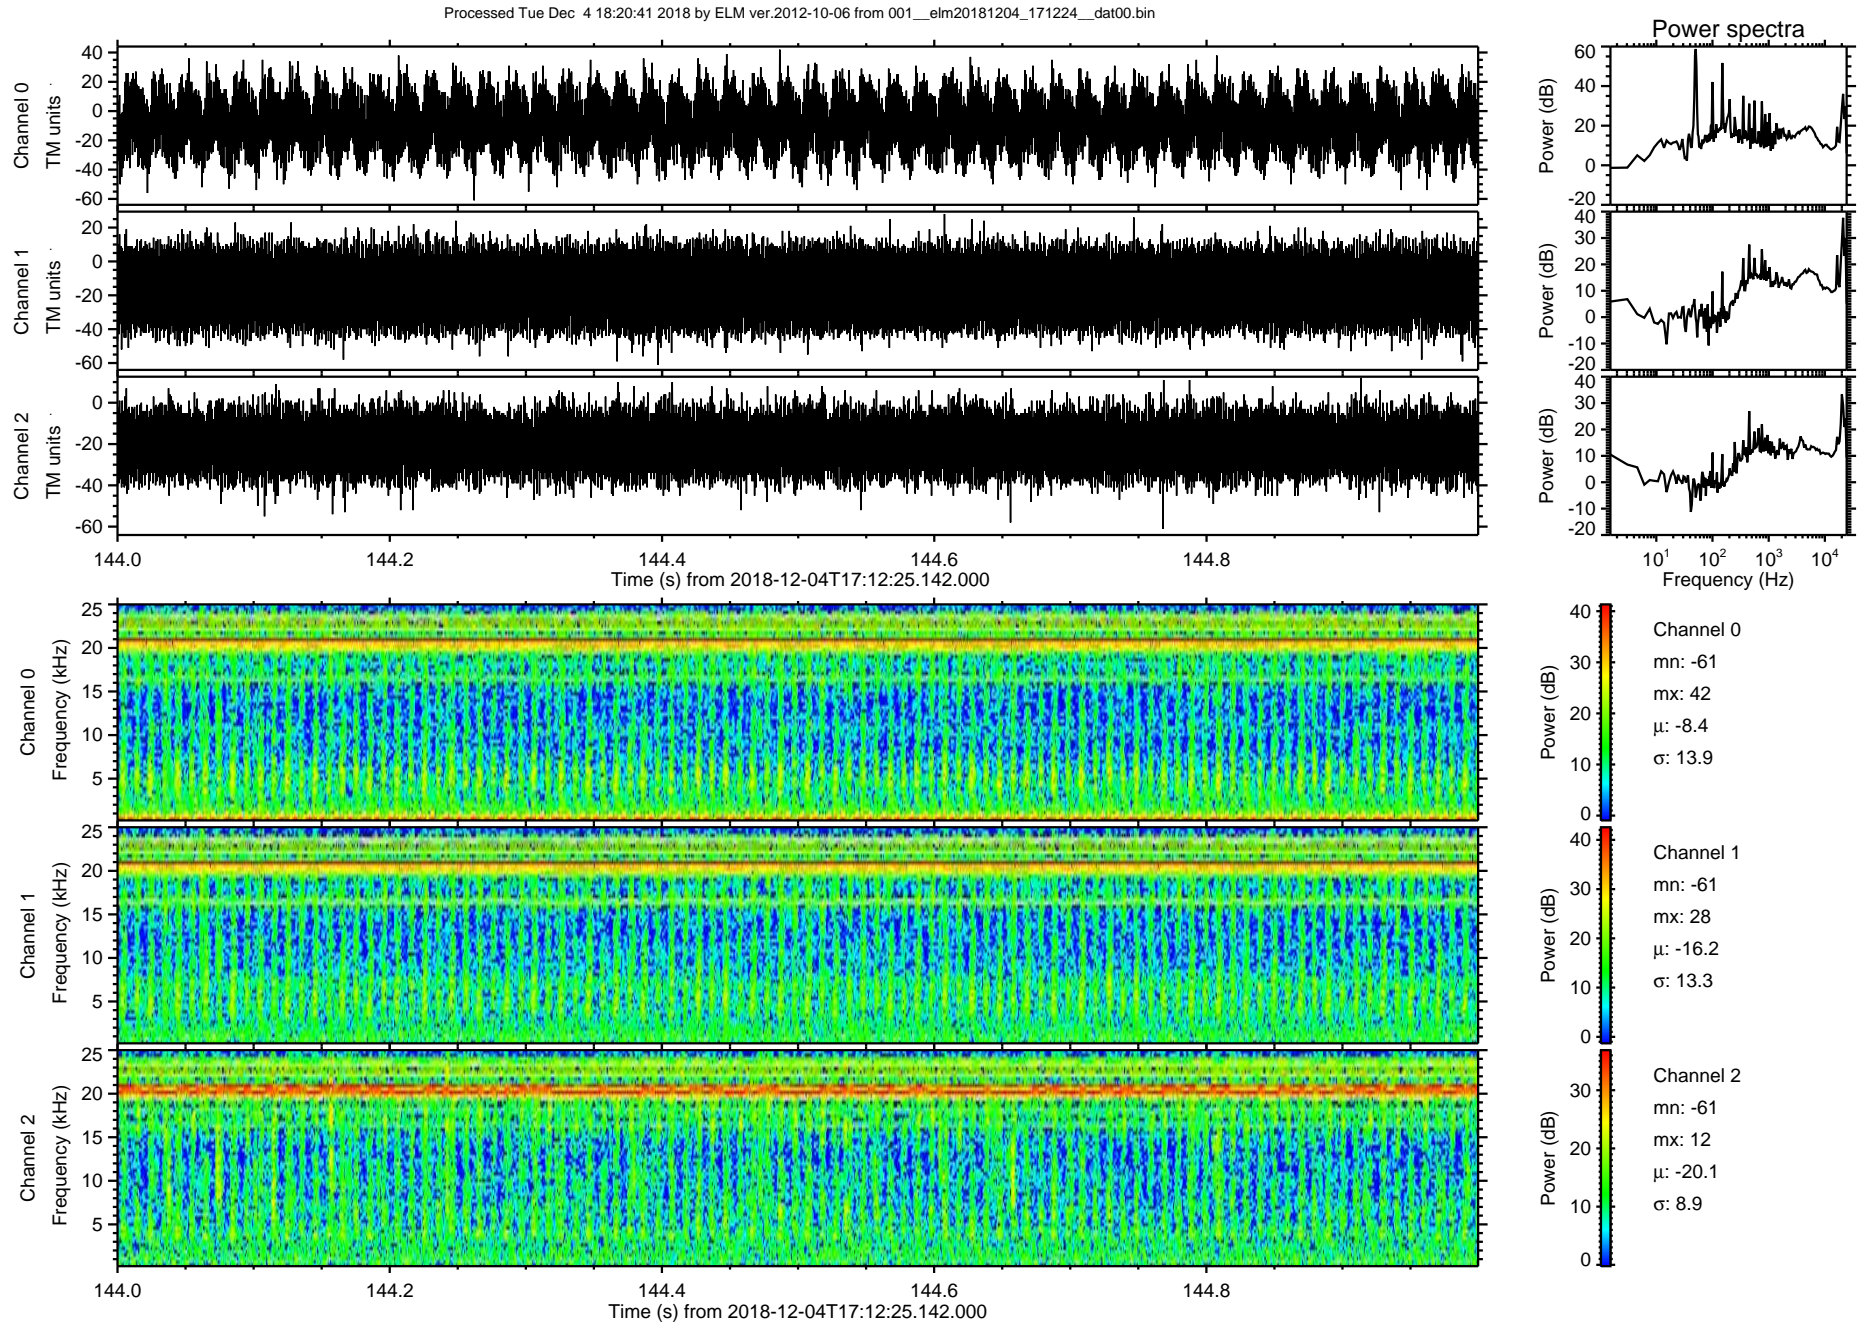 Processed Tue Dec  4 18:20:41 2018 by ELM ver.2012-10-06 from 001__elm20181204_171224__dat00.bin
Power spectra
Channel 0
TM units
40
20
0
-20
-40
-60
Power (dB)
60
40
20
0
-20
Channel 1
TM units
20
0
-20
-40
-60
Power (dB)
40
30
20
10
0
-10
-20
Channel 2
TM units
0
-20
-40
-60
Power (dB)
40
30
20
10
0
-10
-20
144.0 144.2 144.4 144.6 144.8
Time (s) from 2018-12-04T17:12:25.142.000
10¹ 10² 10³ 10⁴
Frequency (Hz)
Channel 0
Frequency (kHz)
25
20
15
10
5
Power (dB)
40
30
20
10
0
Channel 0
mn: -61
mx: 42
μ: -8.4
σ: 13.9
Channel 1
Frequency (kHz)
25
20
15
10
5
Power (dB)
40
30
20
10
0
Channel 1
mn: -61
mx: 28
μ: -16.2
σ: 13.3
Channel 2
Frequency (kHz)
25
20
15
10
5
Power (dB)
30
20
10
0
Channel 2
mn: -61
mx: 12
μ: -20.1
σ: 8.9
144.0 144.2 144.4 144.6 144.8
Time (s) from 2018-12-04T17:12:25.142.000